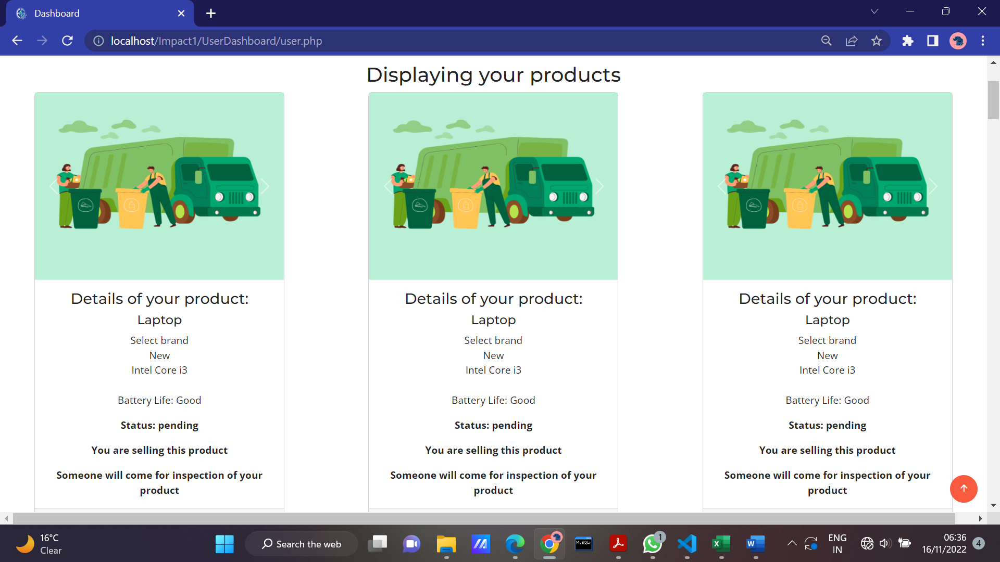 Dashboard
localhost/Impact1/UserDashboard/user.php
Displaying your products
Details of your product:
Laptop
Select brand
New
Intel Core i3
Battery Life: Good
Status: pending
You are selling this product
Someone will come for inspection of your
product
Details of your product:
Laptop
Select brand
New
Intel Core i3
Battery Life: Good
Status: pending
You are selling this product
Someone will come for inspection of your
product
Details of your product:
Laptop
Select brand
New
Intel Core i3
Battery Life: Good
Status: pending
You are selling this product
Someone will come for inspection of your
product
16°C
Clear
Search the web
MySQL
1
X
W
ENG
IN
06:36
16/11/2022
4